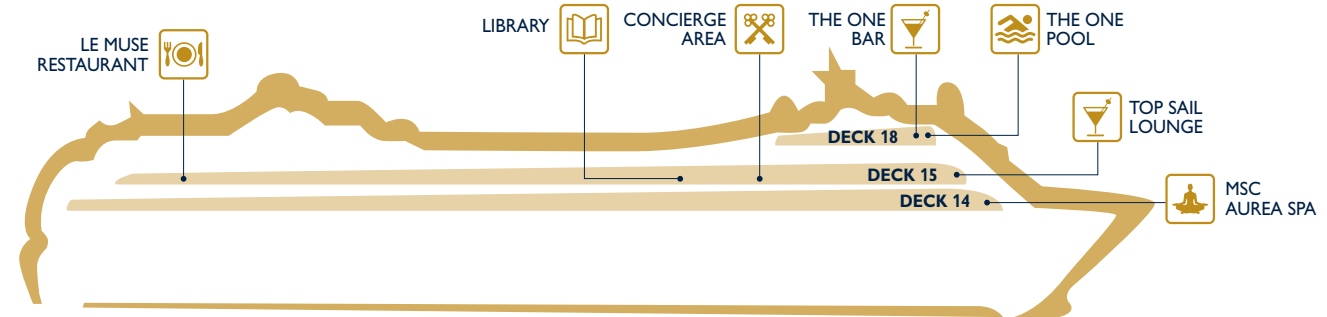 LE MUSE
RESTAURANT
LIBRARY
CONCIERGE
AREA
THE ONE
BAR
THE ONE
POOL
TOP SAIL
LOUNGE
DECK 18
DECK 15
DECK 14
MSC
AUREA SPA